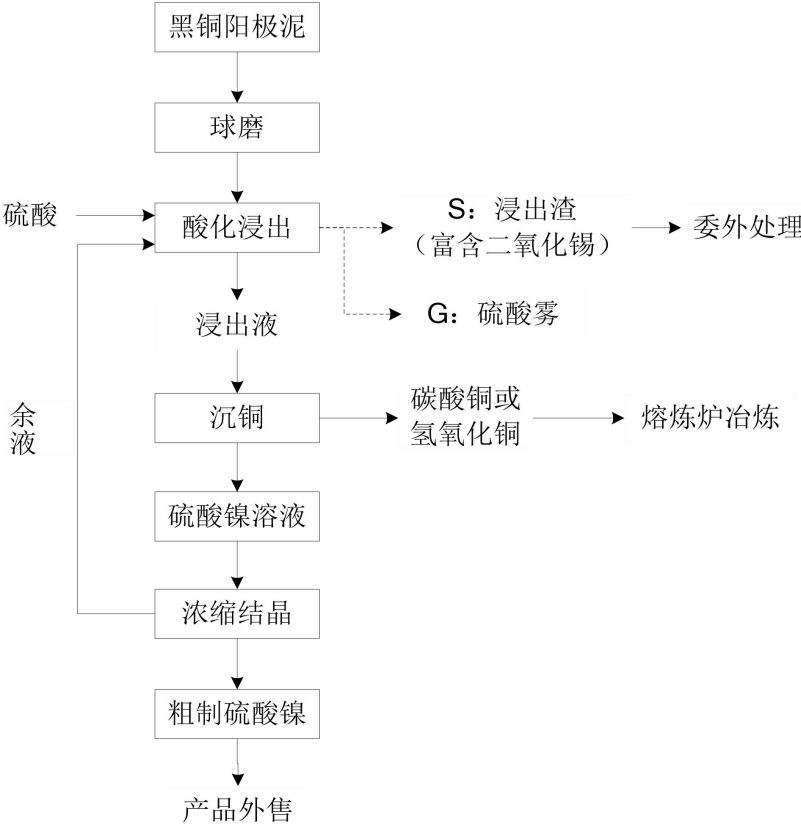 黑铜阳极泥
球磨
硫酸
酸化浸出
S：浸出渣
（富含二氧化锡）
委外处理
浸出液
G：硫酸雾
余
液
沉铜
碳酸铜或
氢氧化铜
熔炼炉冶炼
硫酸镍溶液
浓缩结晶
粗制硫酸镍
产品外售